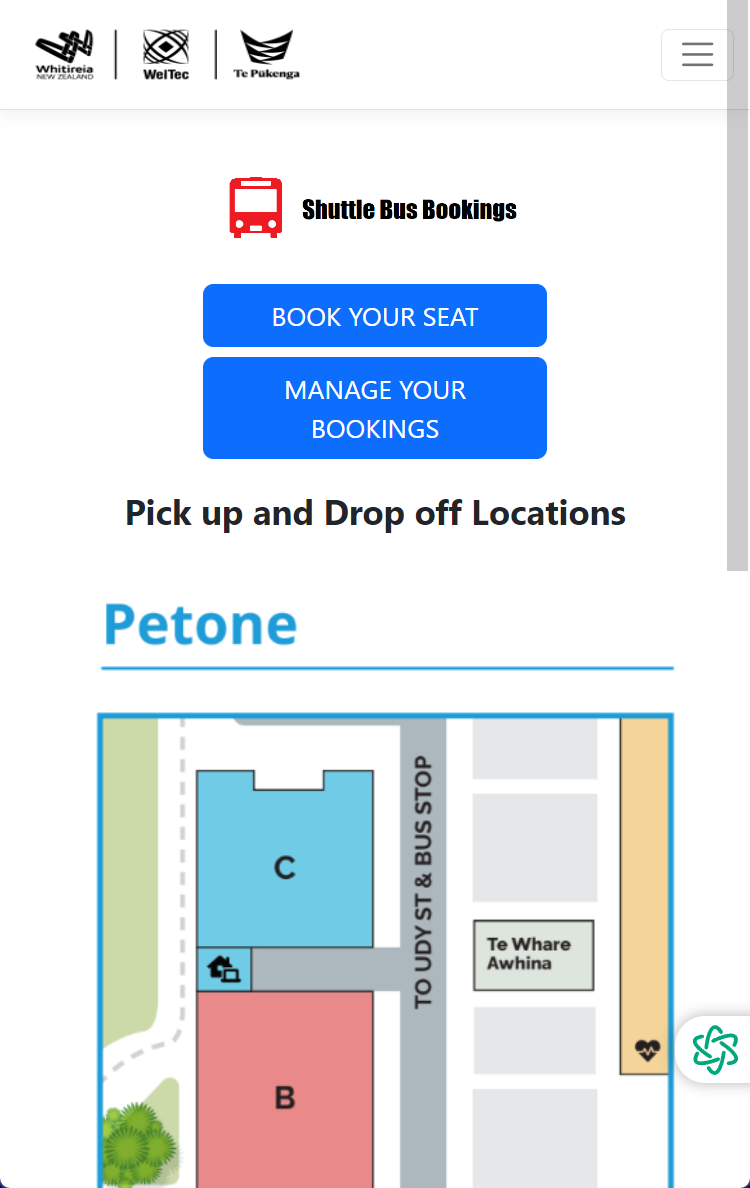 Whitireia
NEW ZEALAND
WelTec
Te Pūkenga
Shuttle Bus Bookings
BOOK YOUR SEAT
MANAGE YOUR
BOOKINGS
Pick up and Drop off Locations
Petone
C
TO UDY ST & BUS STOP
Te Whare
Awhina
B